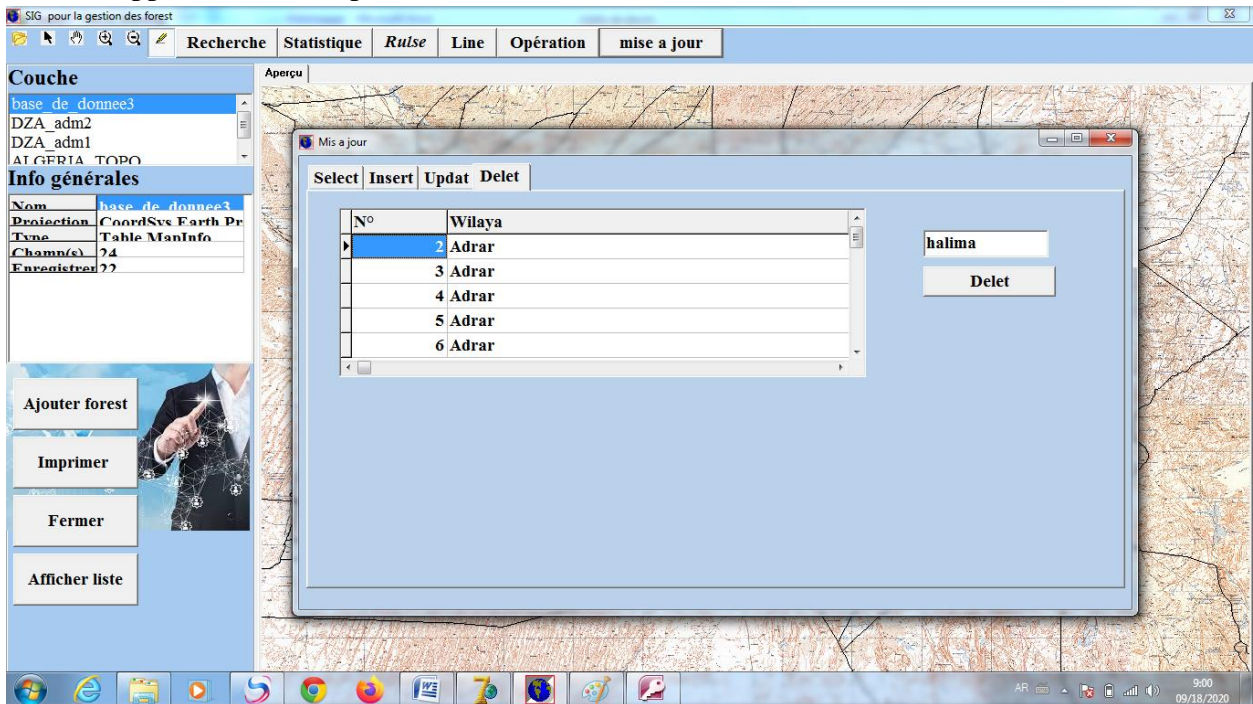 SIG pour la gestion des forest
Recherche Statistique Rulse Line Opération mise a jour
Couche
base_de_donnee3
DZA_adm2
DZA_adm1
ALGERIA_TOPO
Info générales
Nom base_de_donnee3
Projection CoordSys Earth Pr
Type Table MapInfo
Champ(s) 24
Enregistrer 22
Ajouter forest
Imprimer
Fermer
Afficher liste
Aperçu
Mis a jour
Select Insert Updat Delet
N° Wilaya
2 Adrar
3 Adrar
4 Adrar
5 Adrar
6 Adrar
halima
Delet
AR
9:00
09/18/2020